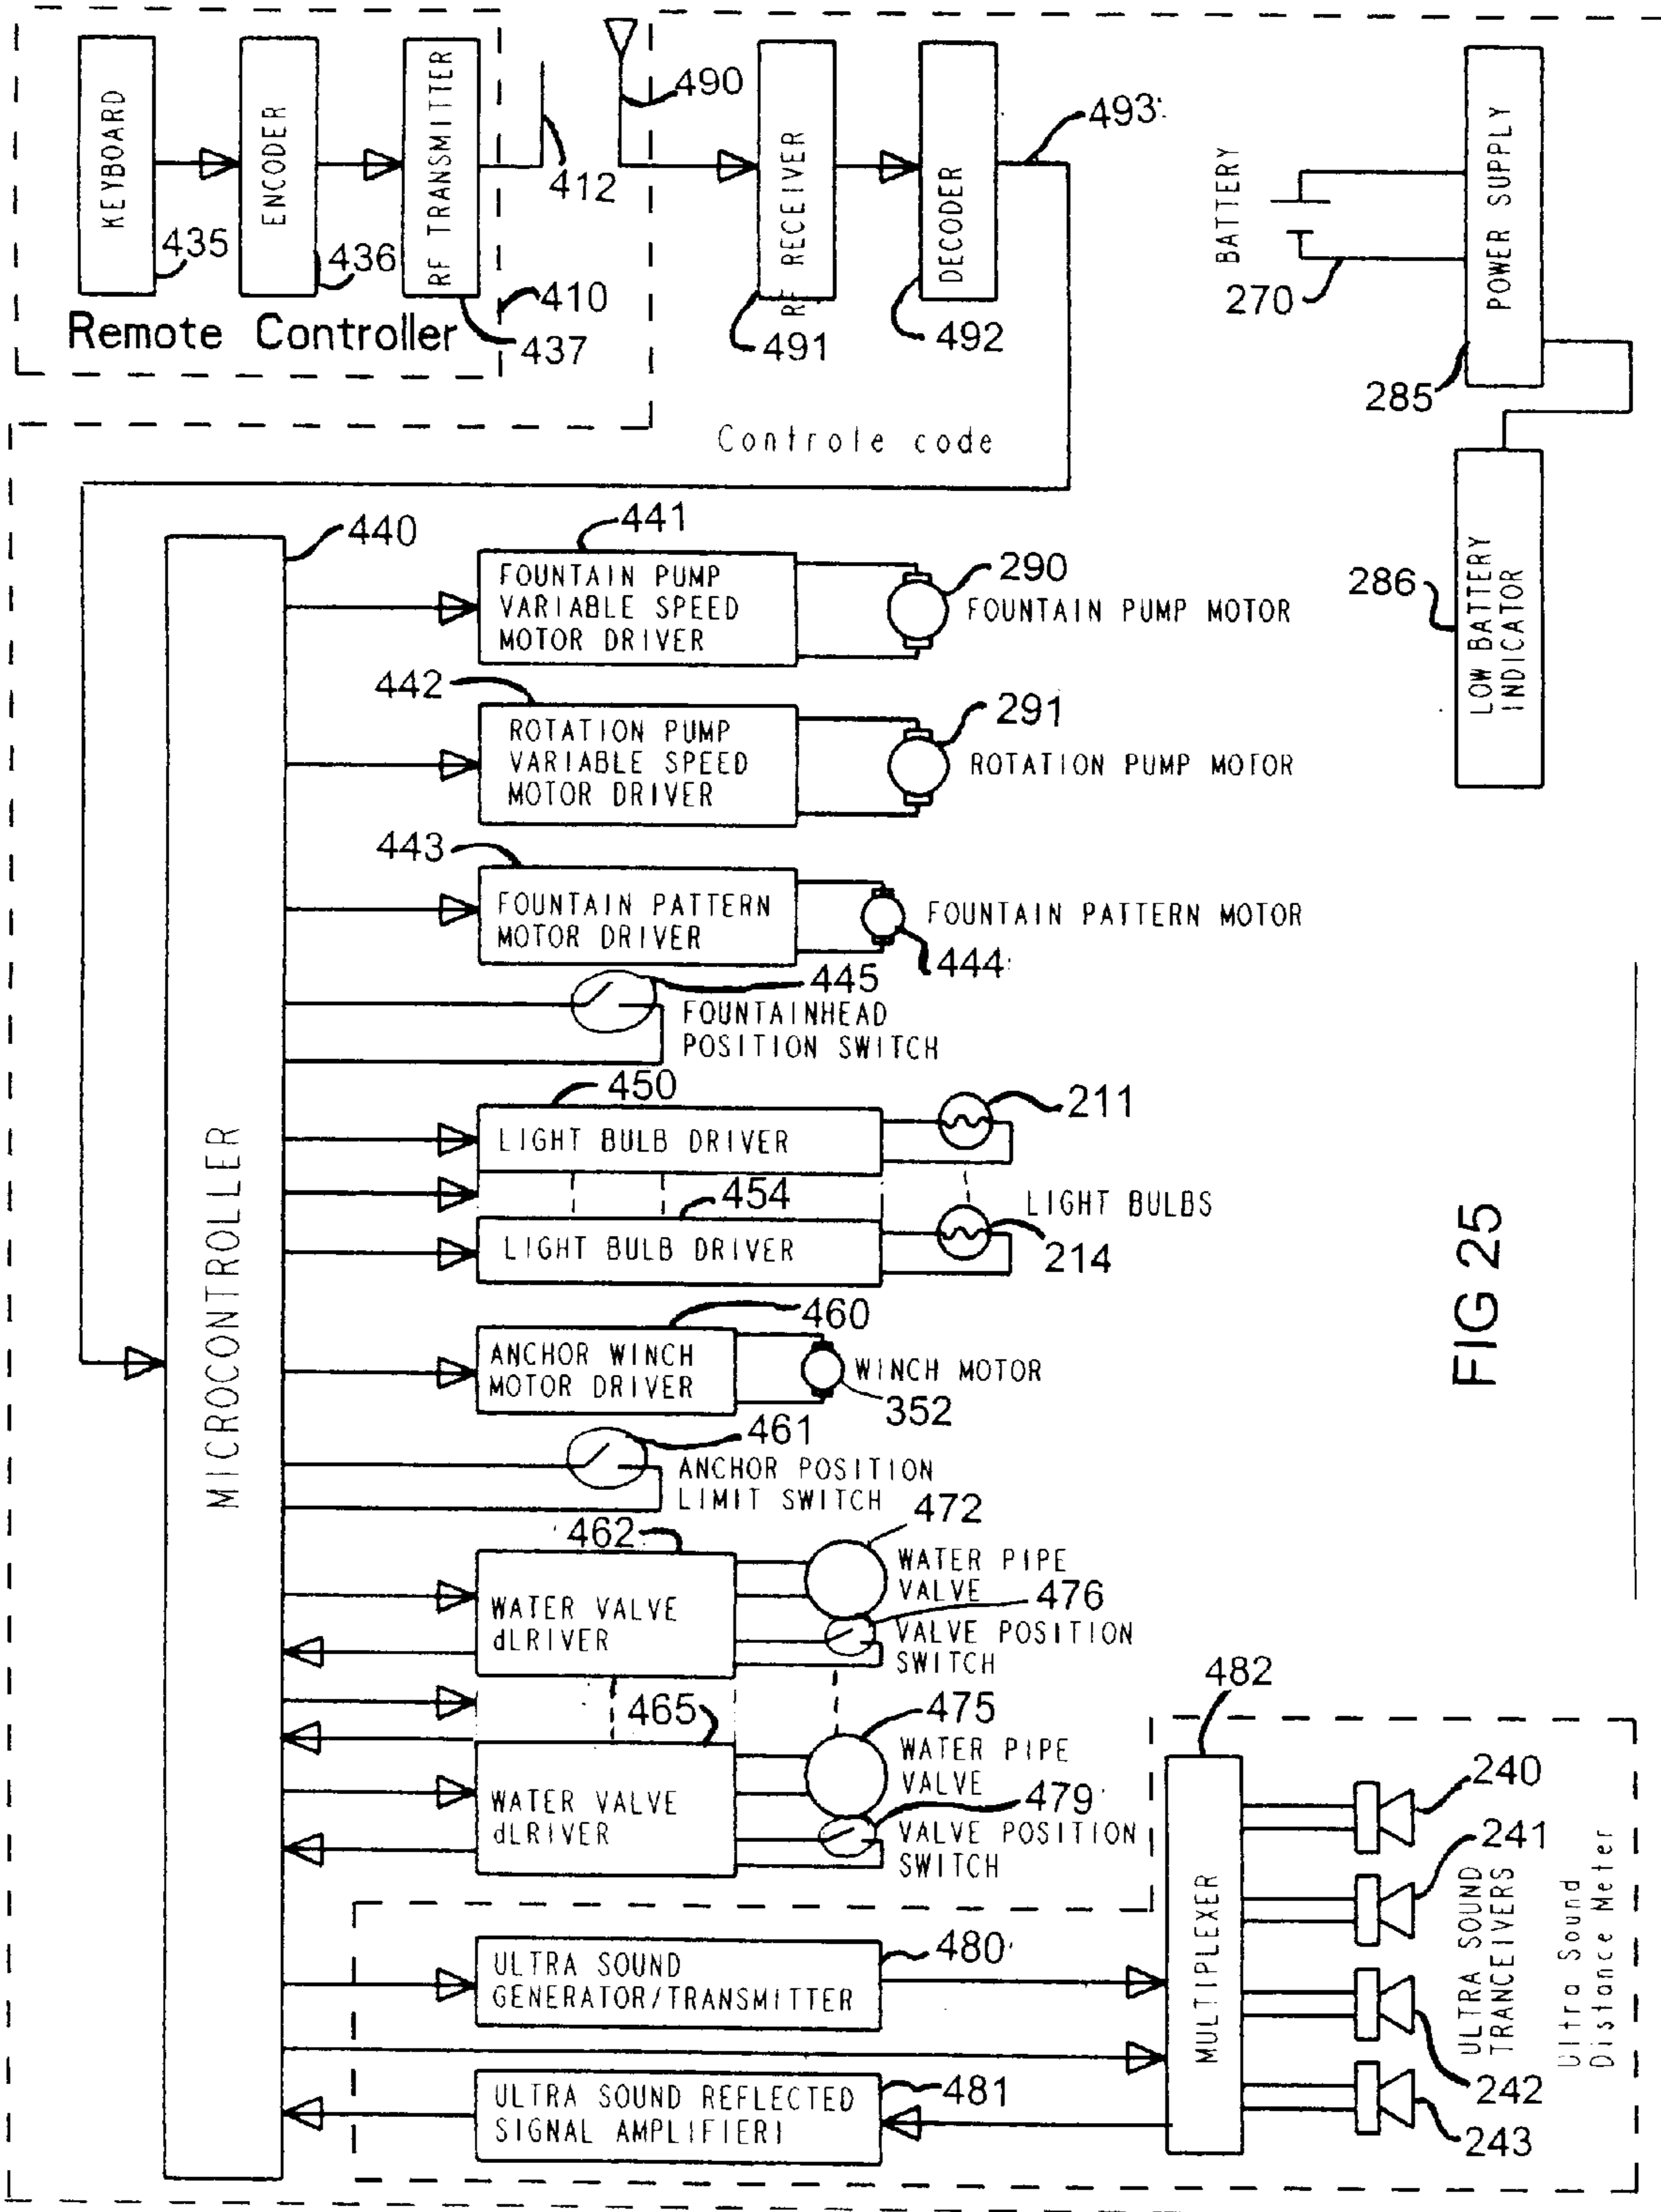 KEYBOARD
435
ENCODER
436
RF TRANSMITTER
437
410
412
Remote Controller
490
RF RECEIVER
491
DECODER
492
493
BATTERY
270
POWER SUPPLY
285
LOW BATTERY
INDICATOR
286
Controle code
440
MICROCONTROLLER
441
FOUNTAIN PUMP
VARIABLE SPEED
MOTOR DRIVER
290
FOUNTAIN PUMP MOTOR
442
ROTATION PUMP
VARIABLE SPEED
MOTOR DRIVER
291
ROTATION PUMP MOTOR
443
FOUNTAIN PATTERN
MOTOR DRIVER
FOUNTAIN PATTERN MOTOR
444
445
FOUNTAINHEAD
POSITION SWITCH
450
LIGHT BULB DRIVER
211
454
LIGHT BULB DRIVER
LIGHT BULBS
214
460
ANCHOR WINCH
MOTOR DRIVER
WINCH MOTOR
352
461
ANCHOR POSITION
LIMIT SWITCH
462
WATER VALVE
dLRIVER
472
WATER PIPE
VALVE
476
VALVE POSITION
SWITCH
465
WATER VALVE
dLRIVER
475
WATER PIPE
VALVE
479
VALVE POSITION
SWITCH
480
ULTRA SOUND
GENERATOR/TRANSMITTER
481
ULTRA SOUND REFLECTED
SIGNAL AMPLIFIER1
482
MULTIPLEXER
240
241
242
243
ULTRA SOUND
TRANCEIVERS
Ultra Sound
Distance Meter
FIG 25